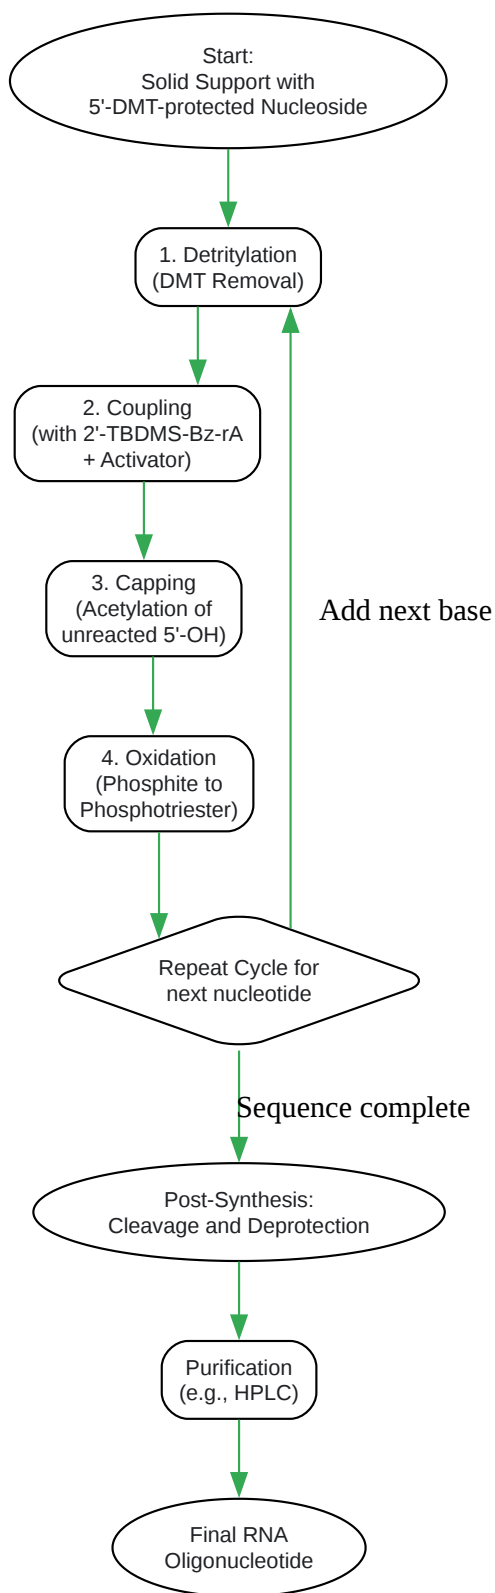 Start:
Solid Support with
5'-DMT-protected Nucleoside
1. Detritylation
(DMT Removal)
2. Coupling
(with 2'-TBDMS-Bz-rA
+ Activator)
3. Capping
(Acetylation of
unreacted 5'-OH)
Add next base
4. Oxidation
(Phosphite to
Phosphotriester)
Repeat Cycle for
next nucleotide
Sequence complete
Post-Synthesis:
Cleavage and Deprotection
Purification
(e.g., HPLC)
Final RNA
Oligonucleotide